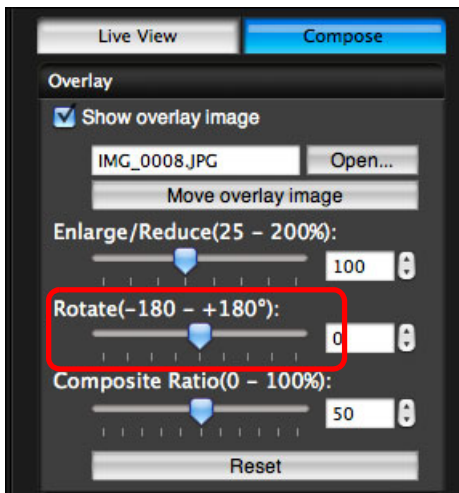 Live View Compose
Overlay
Show overlay image
IMG_0008.JPG Open...
Move overlay image
Enlarge/Reduce(25 – 200%):
100
Rotate(–180 – +180°):
0
Composite Ratio(0 – 100%):
50
Reset